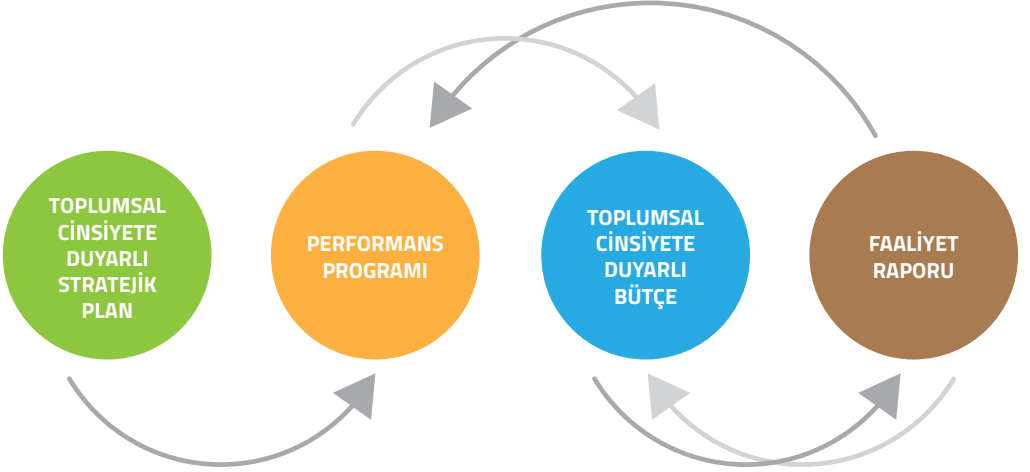 TOPLUMSAL
CİNSİYETE
DUYARLI
STRATEJİK
PLAN
PERFORMANS
PROGRAMI
TOPLUMSAL
CİNSİYETE
DUYARLI
BÜTÇE
FAALİYET
RAPORU